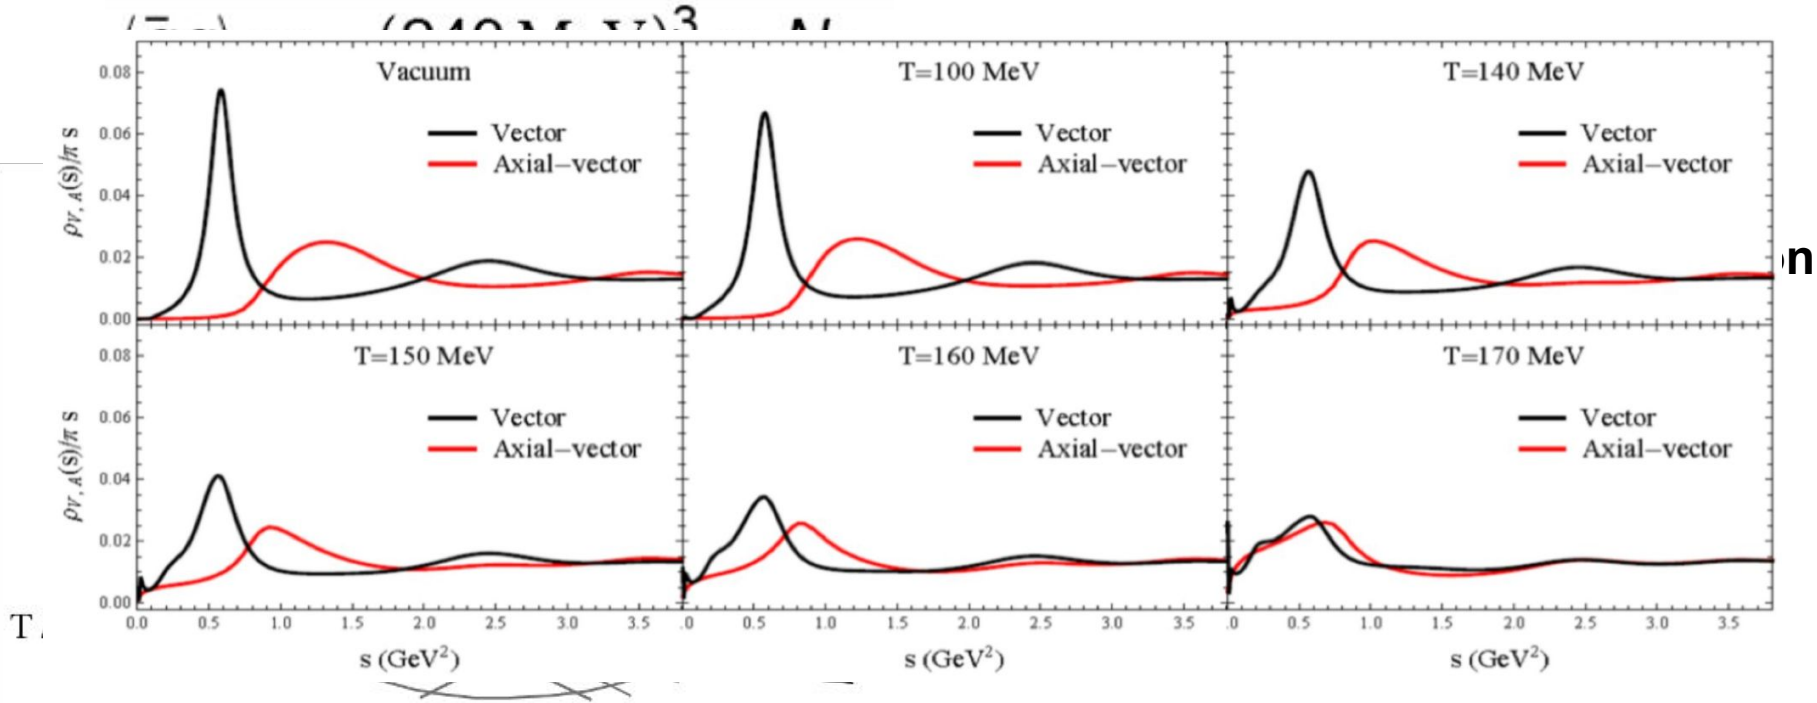 Vacuum
T=100 MeV
T=140 MeV
Vector
Axial−vector
Vector
Axial−vector
Vector
Axial−vector
ρV, A(s)/π s
0.08
0.06
0.04
0.02
0.00
n
T=150 MeV
T=160 MeV
T=170 MeV
Vector
Axial−vector
Vector
Axial−vector
Vector
Axial−vector
ρV, A(s)/π s
0.08
0.06
0.04
0.02
0.00
T
0.0 0.5 1.0 1.5 2.0 2.5 3.0 3.5
.0 0.5 1.0 1.5 2.0 2.5 3.0 3.5
.0 0.5 1.0 1.5 2.0 2.5 3.0 3.5
s (GeV²)
s (GeV²)
s (GeV²)